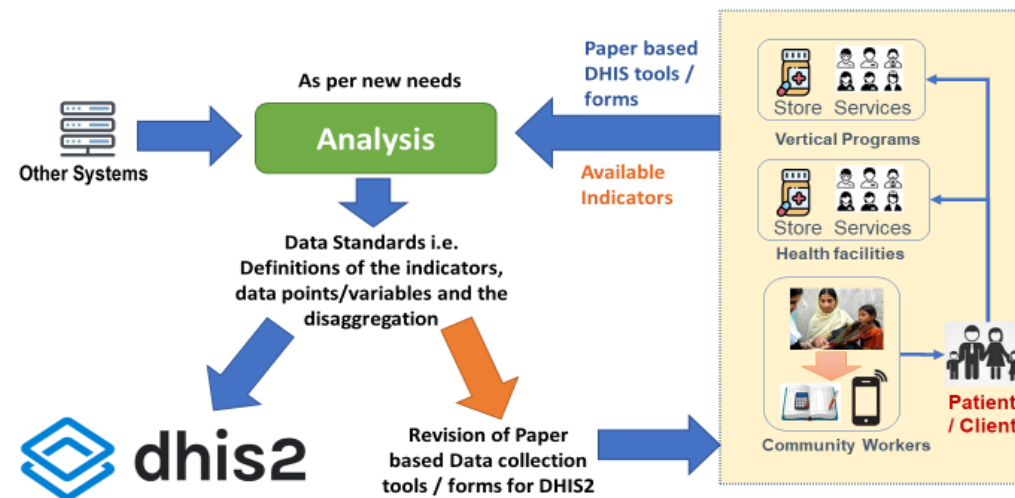 Paper based
DHIS tools /
forms
As per new needs
Analysis
Other Systems
Available
Indicators
Store Services
Vertical Programs
Store Services
Health facilities
Data Standards i.e.
Definitions of the indicators,
data points/variables and the
disaggregation
Patient
/ Client
Community Workers
dhis2
Revision of Paper
based Data collection
tools / forms for DHIS2